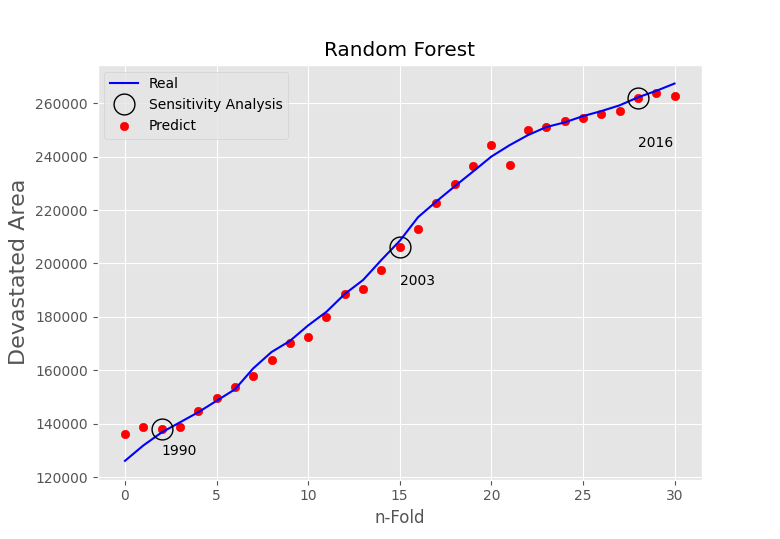 Random Forest
Real
Sensitivity Analysis
Predict
260000
240000
220000
200000
180000
160000
140000
120000
Devastated Area
2016
2003
1990
0 5 10 15 20 25 30
n-Fold